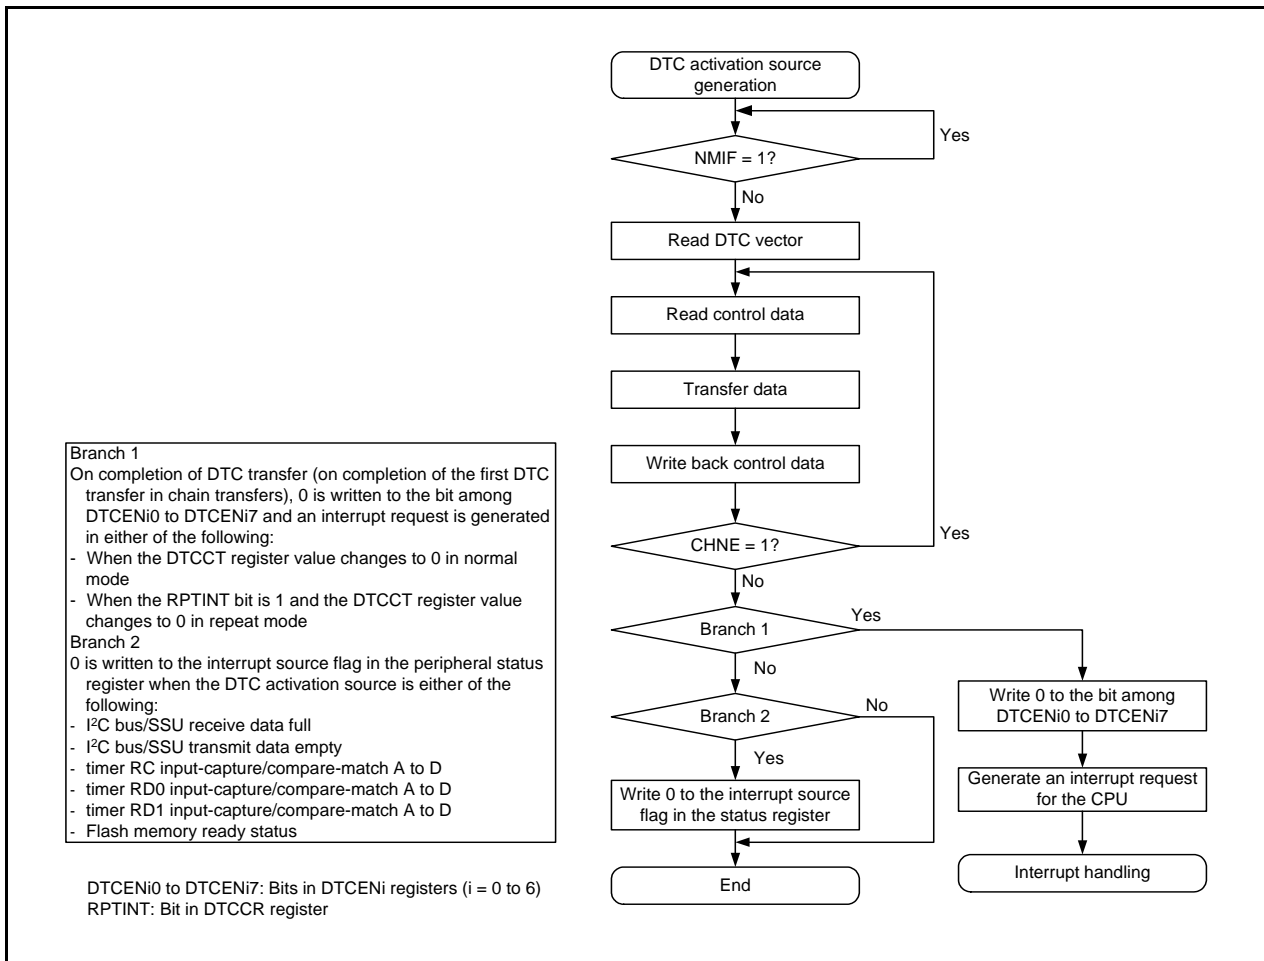 DTC activation source
generation
Yes
NMIF = 1?
No
Read DTC vector
Read control data
Transfer data
Write back control data
CHNE = 1?
Yes
No
Branch 1
Yes
No
Branch 2
No
Yes
Write 0 to the interrupt source
flag in the status register
End
Write 0 to the bit among
DTCENi0 to DTCENi7
Generate an interrupt request
for the CPU
Interrupt handling
Branch 1
On completion of DTC transfer (on completion of the first DTC
transfer in chain transfers), 0 is written to the bit among
DTCENi0 to DTCENi7 and an interrupt request is generated
in either of the following:
- When the DTCCT register value changes to 0 in normal
mode
- When the RPTINT bit is 1 and the DTCCT register value
changes to 0 in repeat mode
Branch 2
0 is written to the interrupt source flag in the peripheral status
register when the DTC activation source is either of the
following:
- I²C bus/SSU receive data full
- I²C bus/SSU transmit data empty
- timer RC input-capture/compare-match A to D
- timer RD0 input-capture/compare-match A to D
- timer RD1 input-capture/compare-match A to D
- Flash memory ready status
DTCENi0 to DTCENi7: Bits in DTCENi registers (i = 0 to 6)
RPTINT: Bit in DTCCR register